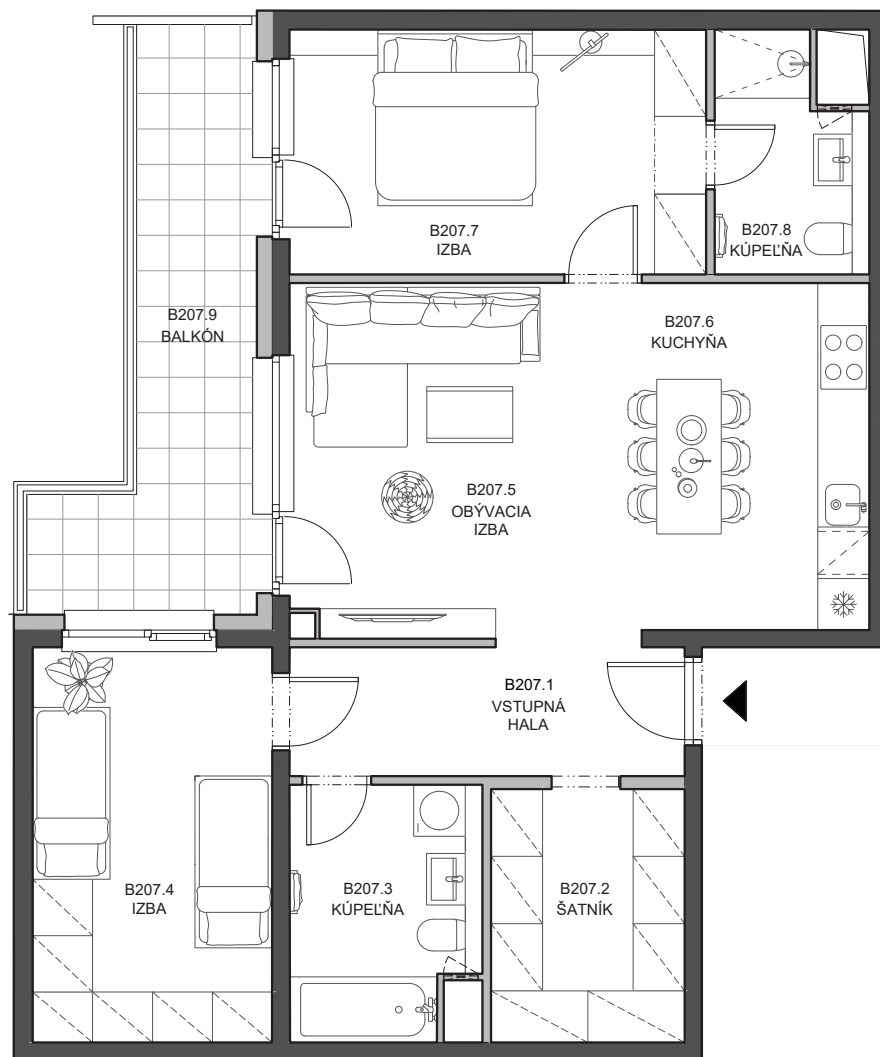 B207.7
IZBA
B207.8
KÚPEĽŇA
B207.9
BALKÓN
B207.6
KUCHYŇA
B207.5
OBÝVACIA
IZBA
B207.1
VSTUPNÁ
HALA
B207.4
IZBA
B207.3
KÚPEĽŇA
B207.2
ŠATNÍK